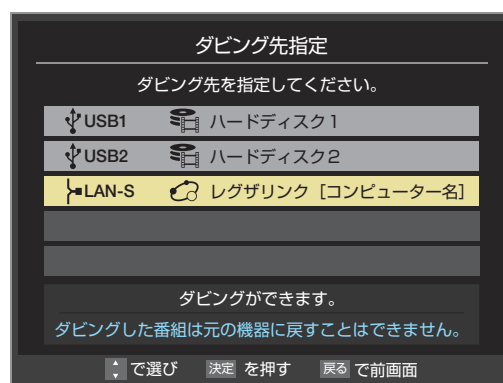 ダビング先指定
ダビング先を指定してください。
USB1 ハードディスク1
USB2 ハードディスク2
LAN-S レグザリンク［コンピューター名］
ダビングができます。
ダビングした番組は元の機器に戻すことはできません。
で選び 決定 を押す 戻る で前画面